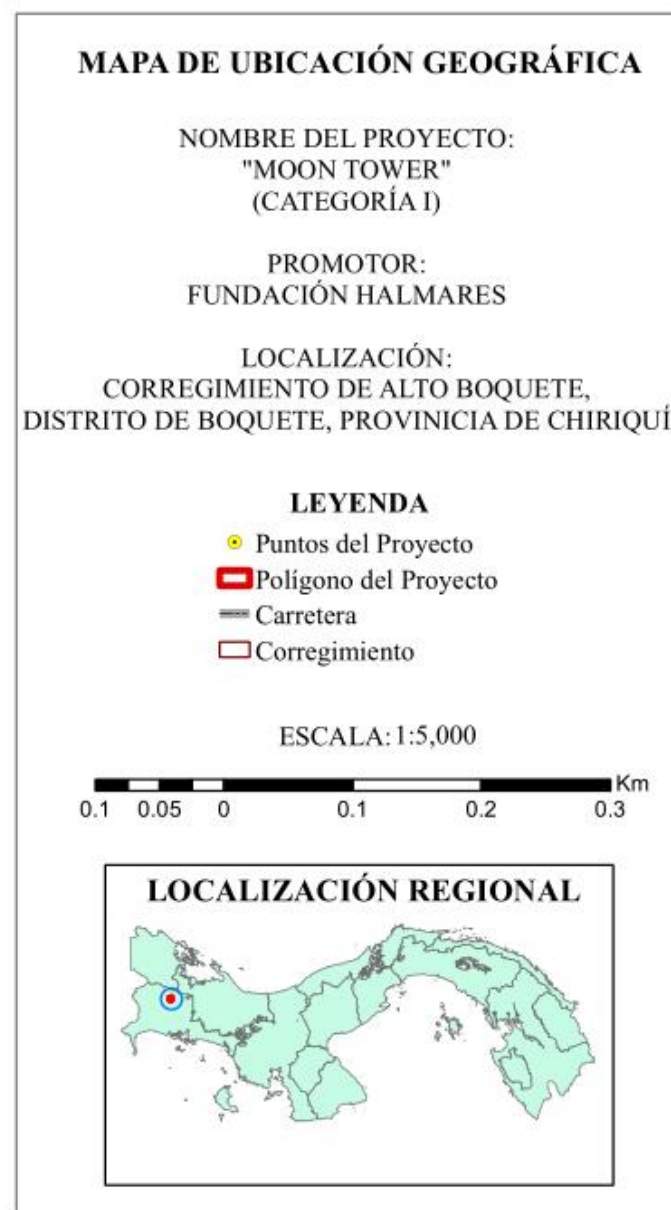 MAPA DE UBICACIÓN GEOGRÁFICA
NOMBRE DEL PROYECTO:
"MOON TOWER"
(CATEGORÍA I)
PROMOTOR:
FUNDACIÓN HALMARES
LOCALIZACIÓN:
CORREGIMIENTO DE ALTO BOQUETE,
DISTRITO DE BOQUETE, PROVINICIA DE CHIRIQUÍ
LEYENDA
Puntos del Proyecto
Polígono del Proyecto
Carretera
Corregimiento
ESCALA: 1:5,000
Km
0.1 0.05 0 0.1 0.2 0.3
LOCALIZACIÓN REGIONAL